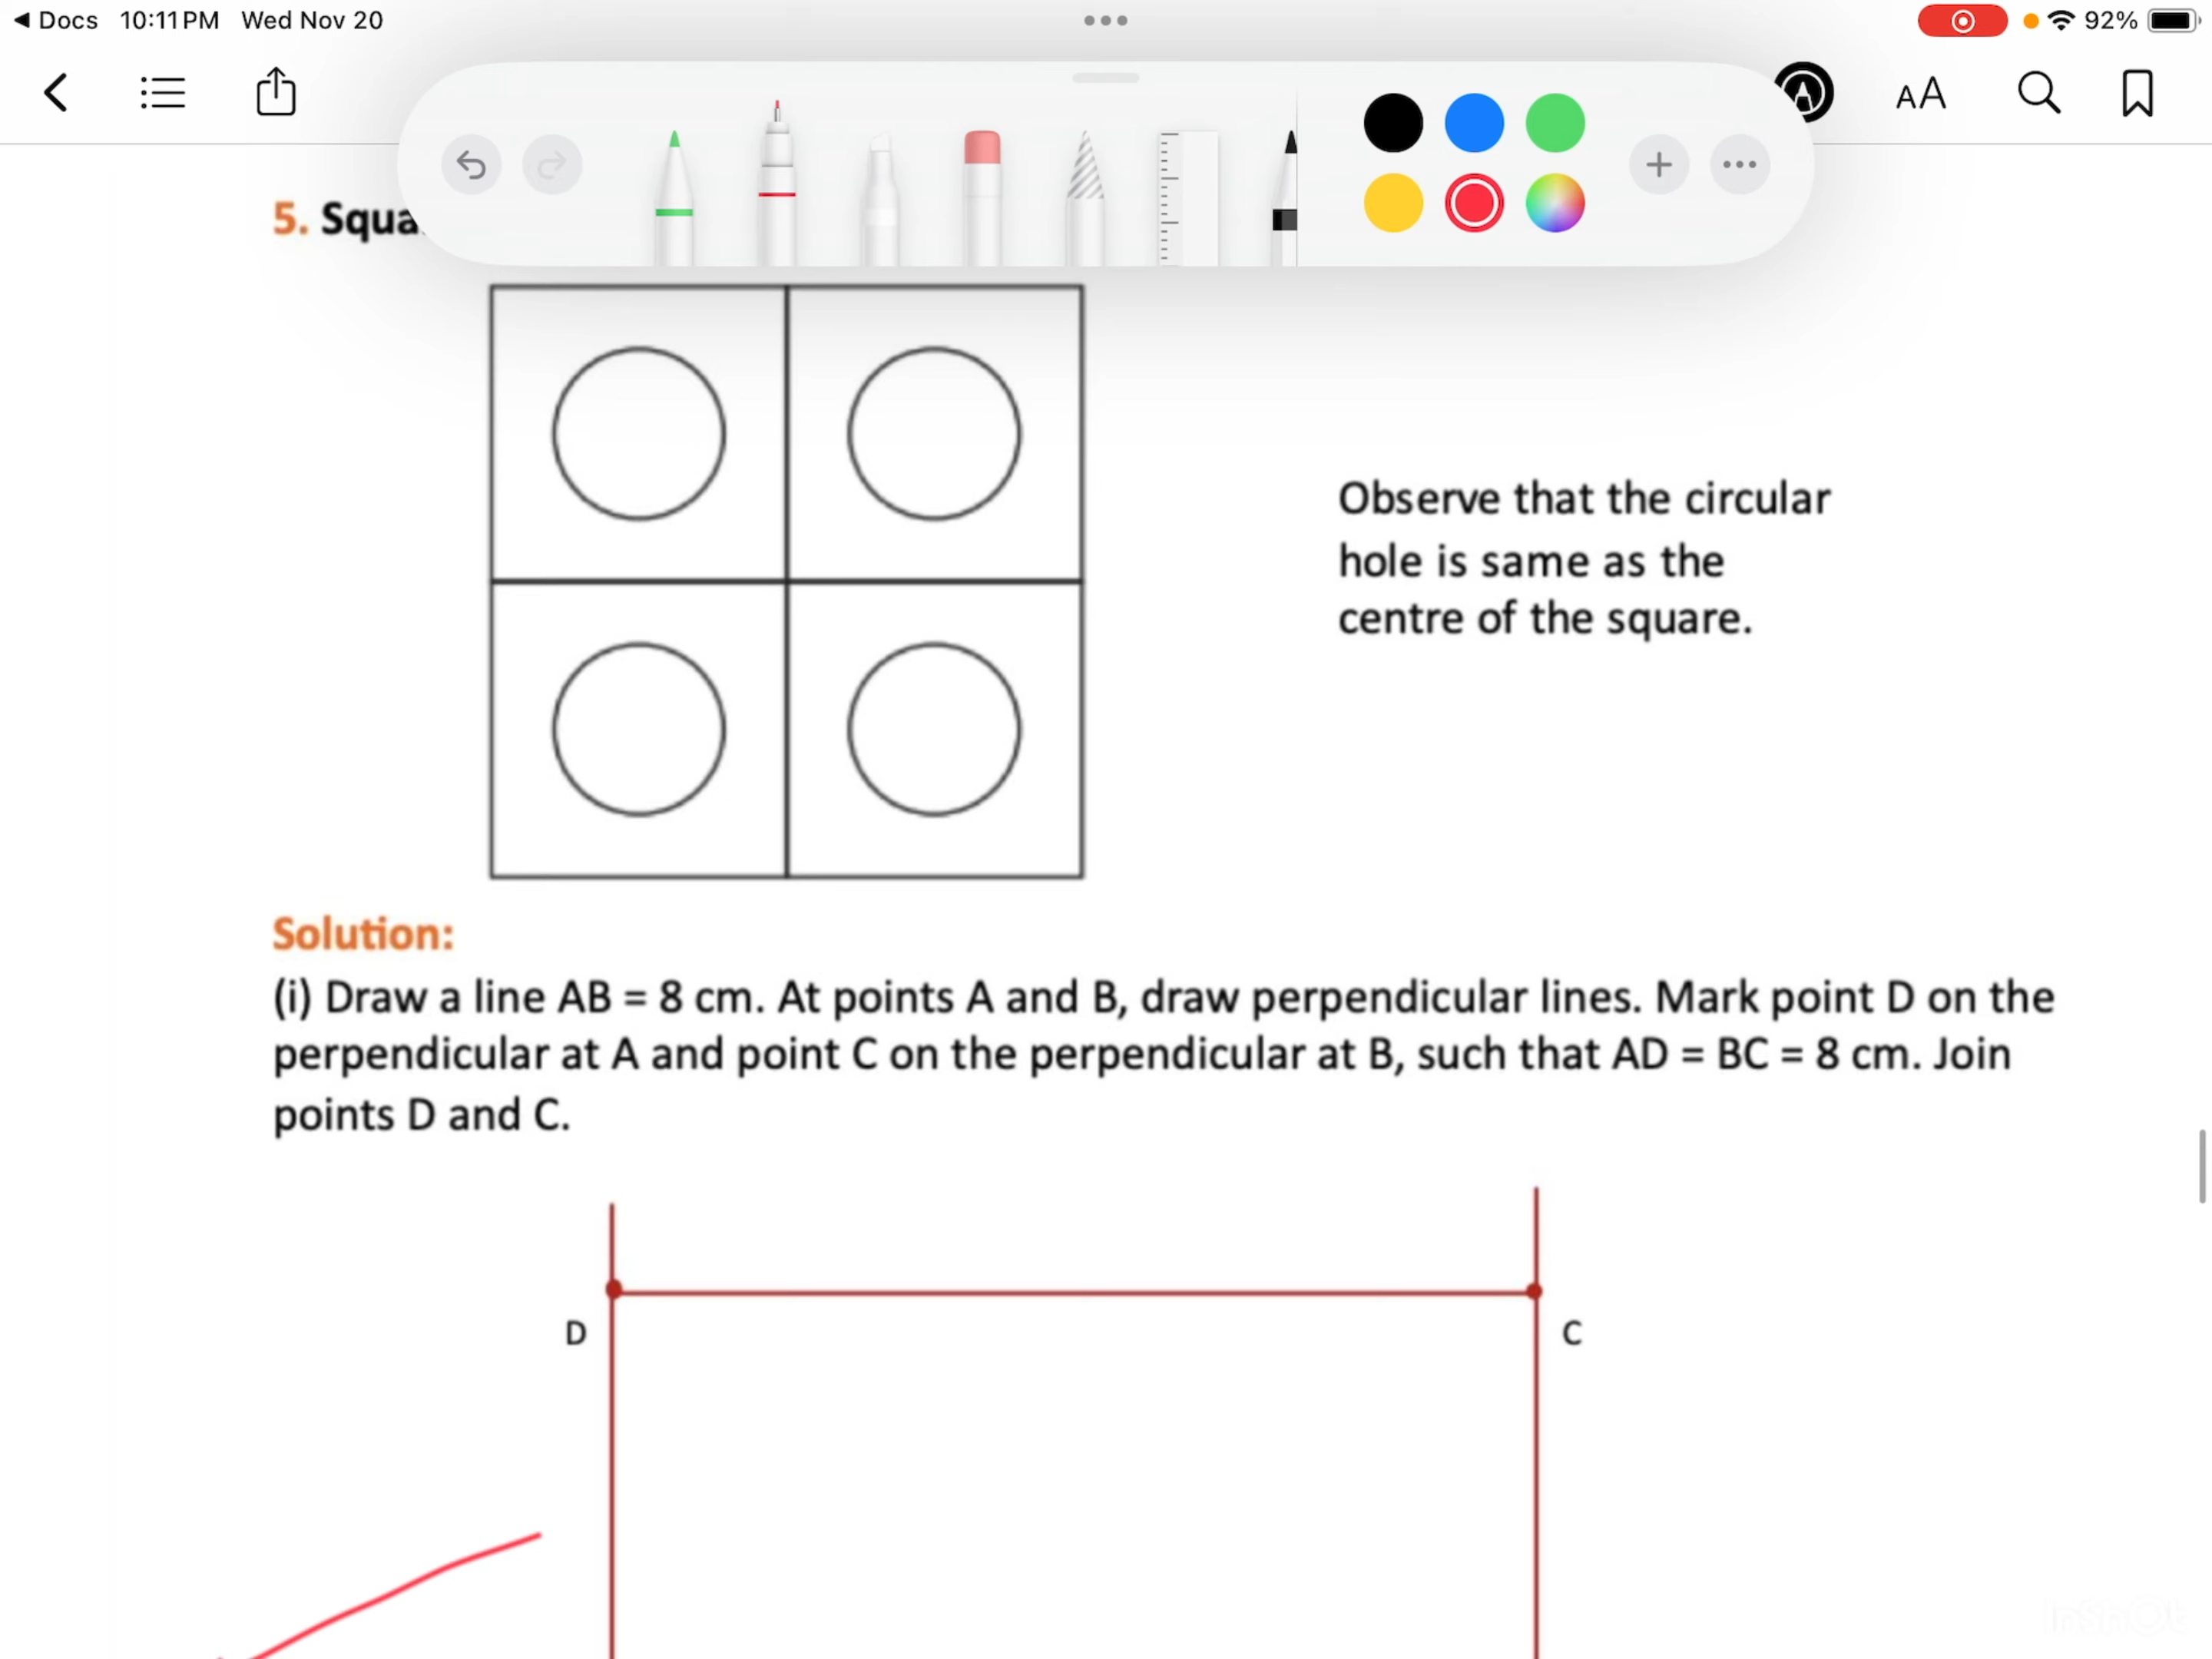 Docs 10:11 PM Wed Nov 20
92%
AA
5. Squa
Observe that the circular
hole is same as the
centre of the square.
Solution:
(i) Draw a line AB = 8 cm. At points A and B, draw perpendicular lines. Mark point D on the
perpendicular at A and point C on the perpendicular at B, such that AD = BC = 8 cm. Join
points D and C.
D
C
InShOt